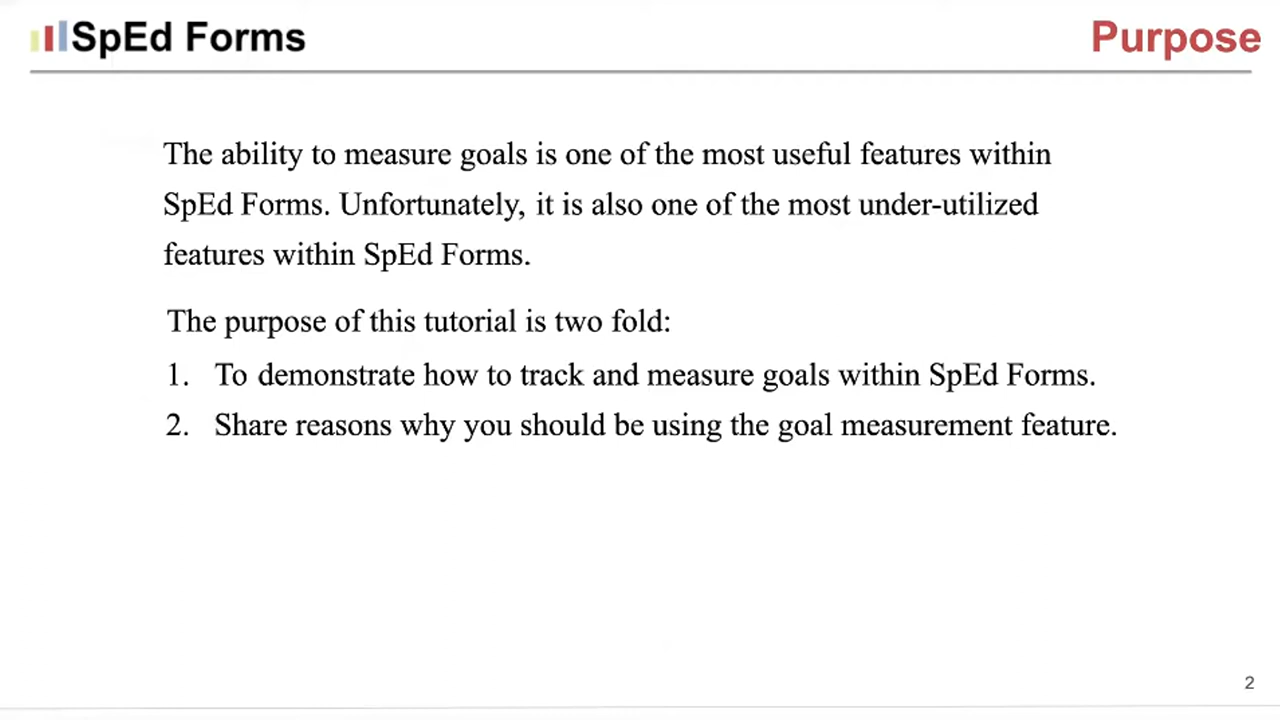 SpEd Forms
Purpose
The ability to measure goals is one of the most useful features within
SpEd Forms. Unfortunately, it is also one of the most under-utilized
features within SpEd Forms.
The purpose of this tutorial is two fold:
1. To demonstrate how to track and measure goals within SpEd Forms.
2. Share reasons why you should be using the goal measurement feature.
2